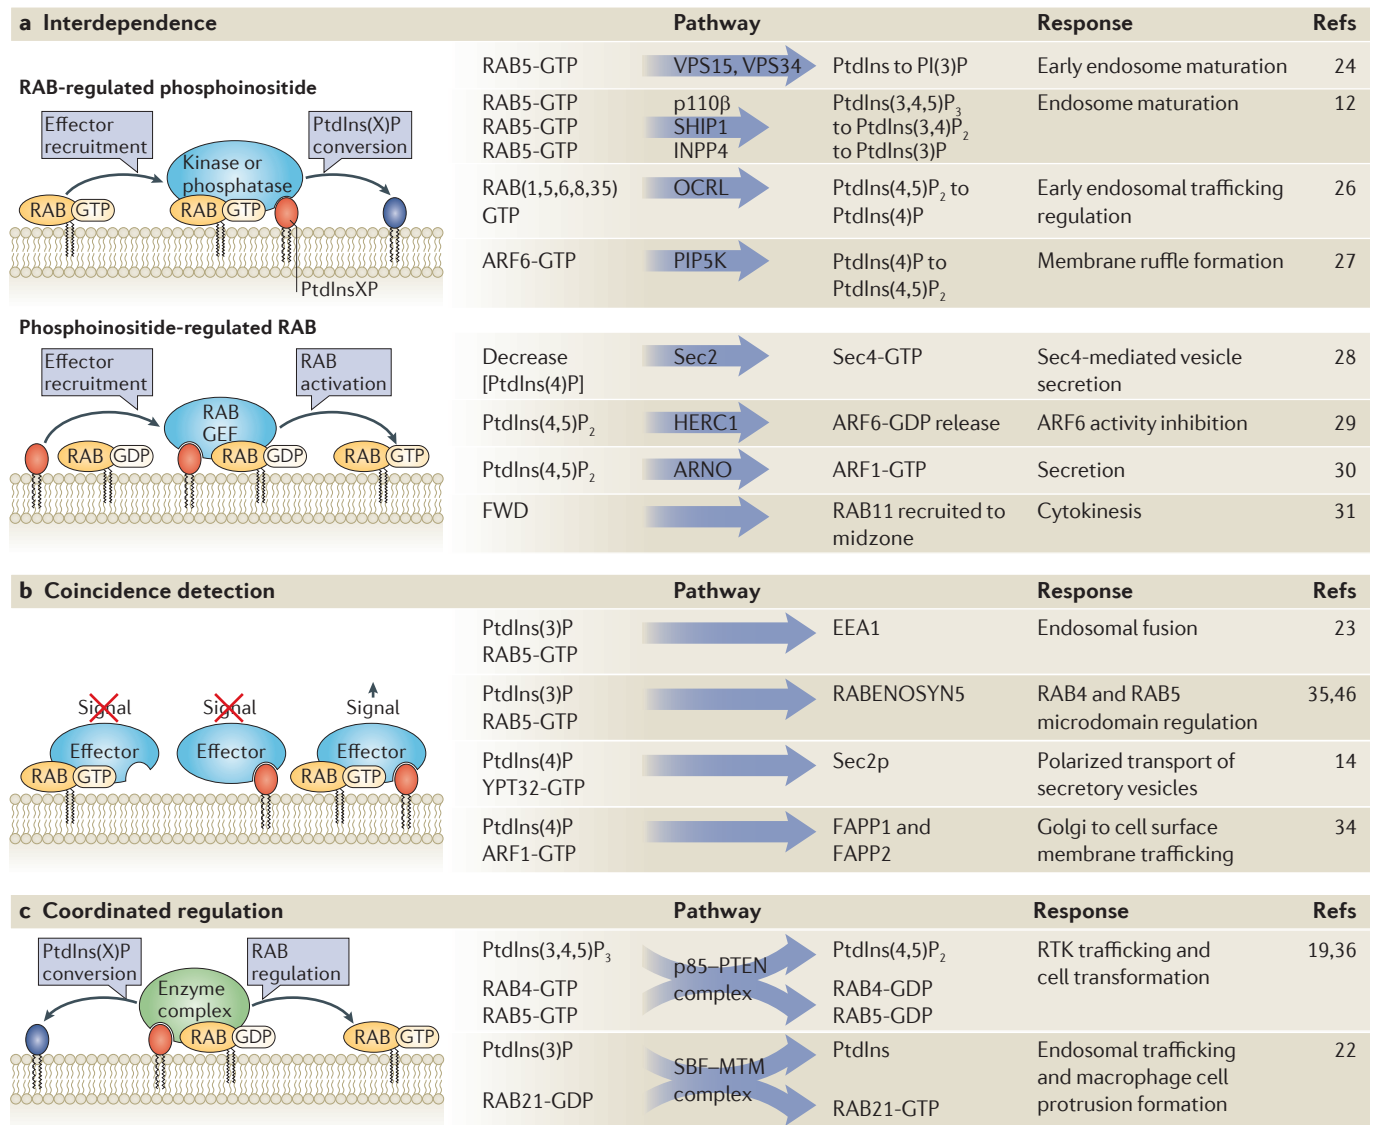 a Interdependence Pathway Response Refs
RAB-regulated phosphoinositide
Effector
recruitment
PtdIns(X)P
conversion
Kinase or
phosphatase
RAB GTP
RAB GTP
PtdInsXP
RAB5-GTP VPS15, VPS34 PtdIns to PI(3)P Early endosome maturation 24
RAB5-GTP p110β PtdIns(3,4,5)P₃ Endosome maturation 12
RAB5-GTP SHIP1 to PtdIns(3,4)P₂
RAB5-GTP INPP4 to PtdIns(3)P
RAB(1,5,6,8,35) OCRL PtdIns(4,5)P₂ to Early endosomal trafficking 26
GTP PtdIns(4)P regulation
ARF6-GTP PIP5K PtdIns(4)P to Membrane ruffle formation 27
PtdIns(4,5)P₂
Phosphoinositide-regulated RAB
Effector
recruitment
RAB
activation
RAB
GEF
RAB GDP
RAB GDP
RAB GTP
Decrease Sec2 Sec4-GTP Sec4-mediated vesicle 28
[PtdIns(4)P] secretion
PtdIns(4,5)P₂ HERC1 ARF6-GDP release ARF6 activity inhibition 29
PtdIns(4,5)P₂ ARNO ARF1-GTP Secretion 30
FWD RAB11 recruited to Cytokinesis 31
midzone
b Coincidence detection Pathway Response Refs
Signal
Signal
Signal
Effector
Effector
Effector
RAB GTP
RAB GTP
PtdIns(3)P EEA1 Endosomal fusion 23
RAB5-GTP
PtdIns(3)P RABENOSYN5 RAB4 and RAB5 35,46
RAB5-GTP microdomain regulation
PtdIns(4)P Sec2p Polarized transport of 14
YPT32-GTP secretory vesicles
PtdIns(4)P FAPP1 and Golgi to cell surface 34
ARF1-GTP FAPP2 membrane trafficking
c Coordinated regulation Pathway Response Refs
PtdIns(X)P
conversion
RAB
regulation
Enzyme
complex
RAB GDP
RAB GTP
PtdIns(3,4,5)P₃ p85–PTEN PtdIns(4,5)P₂ RTK trafficking and 19,36
complex cell transformation
RAB4-GTP RAB4-GDP
RAB5-GTP RAB5-GDP
PtdIns(3)P SBF–MTM PtdIns Endosomal trafficking 22
complex and macrophage cell
RAB21-GDP RAB21-GTP protrusion formation